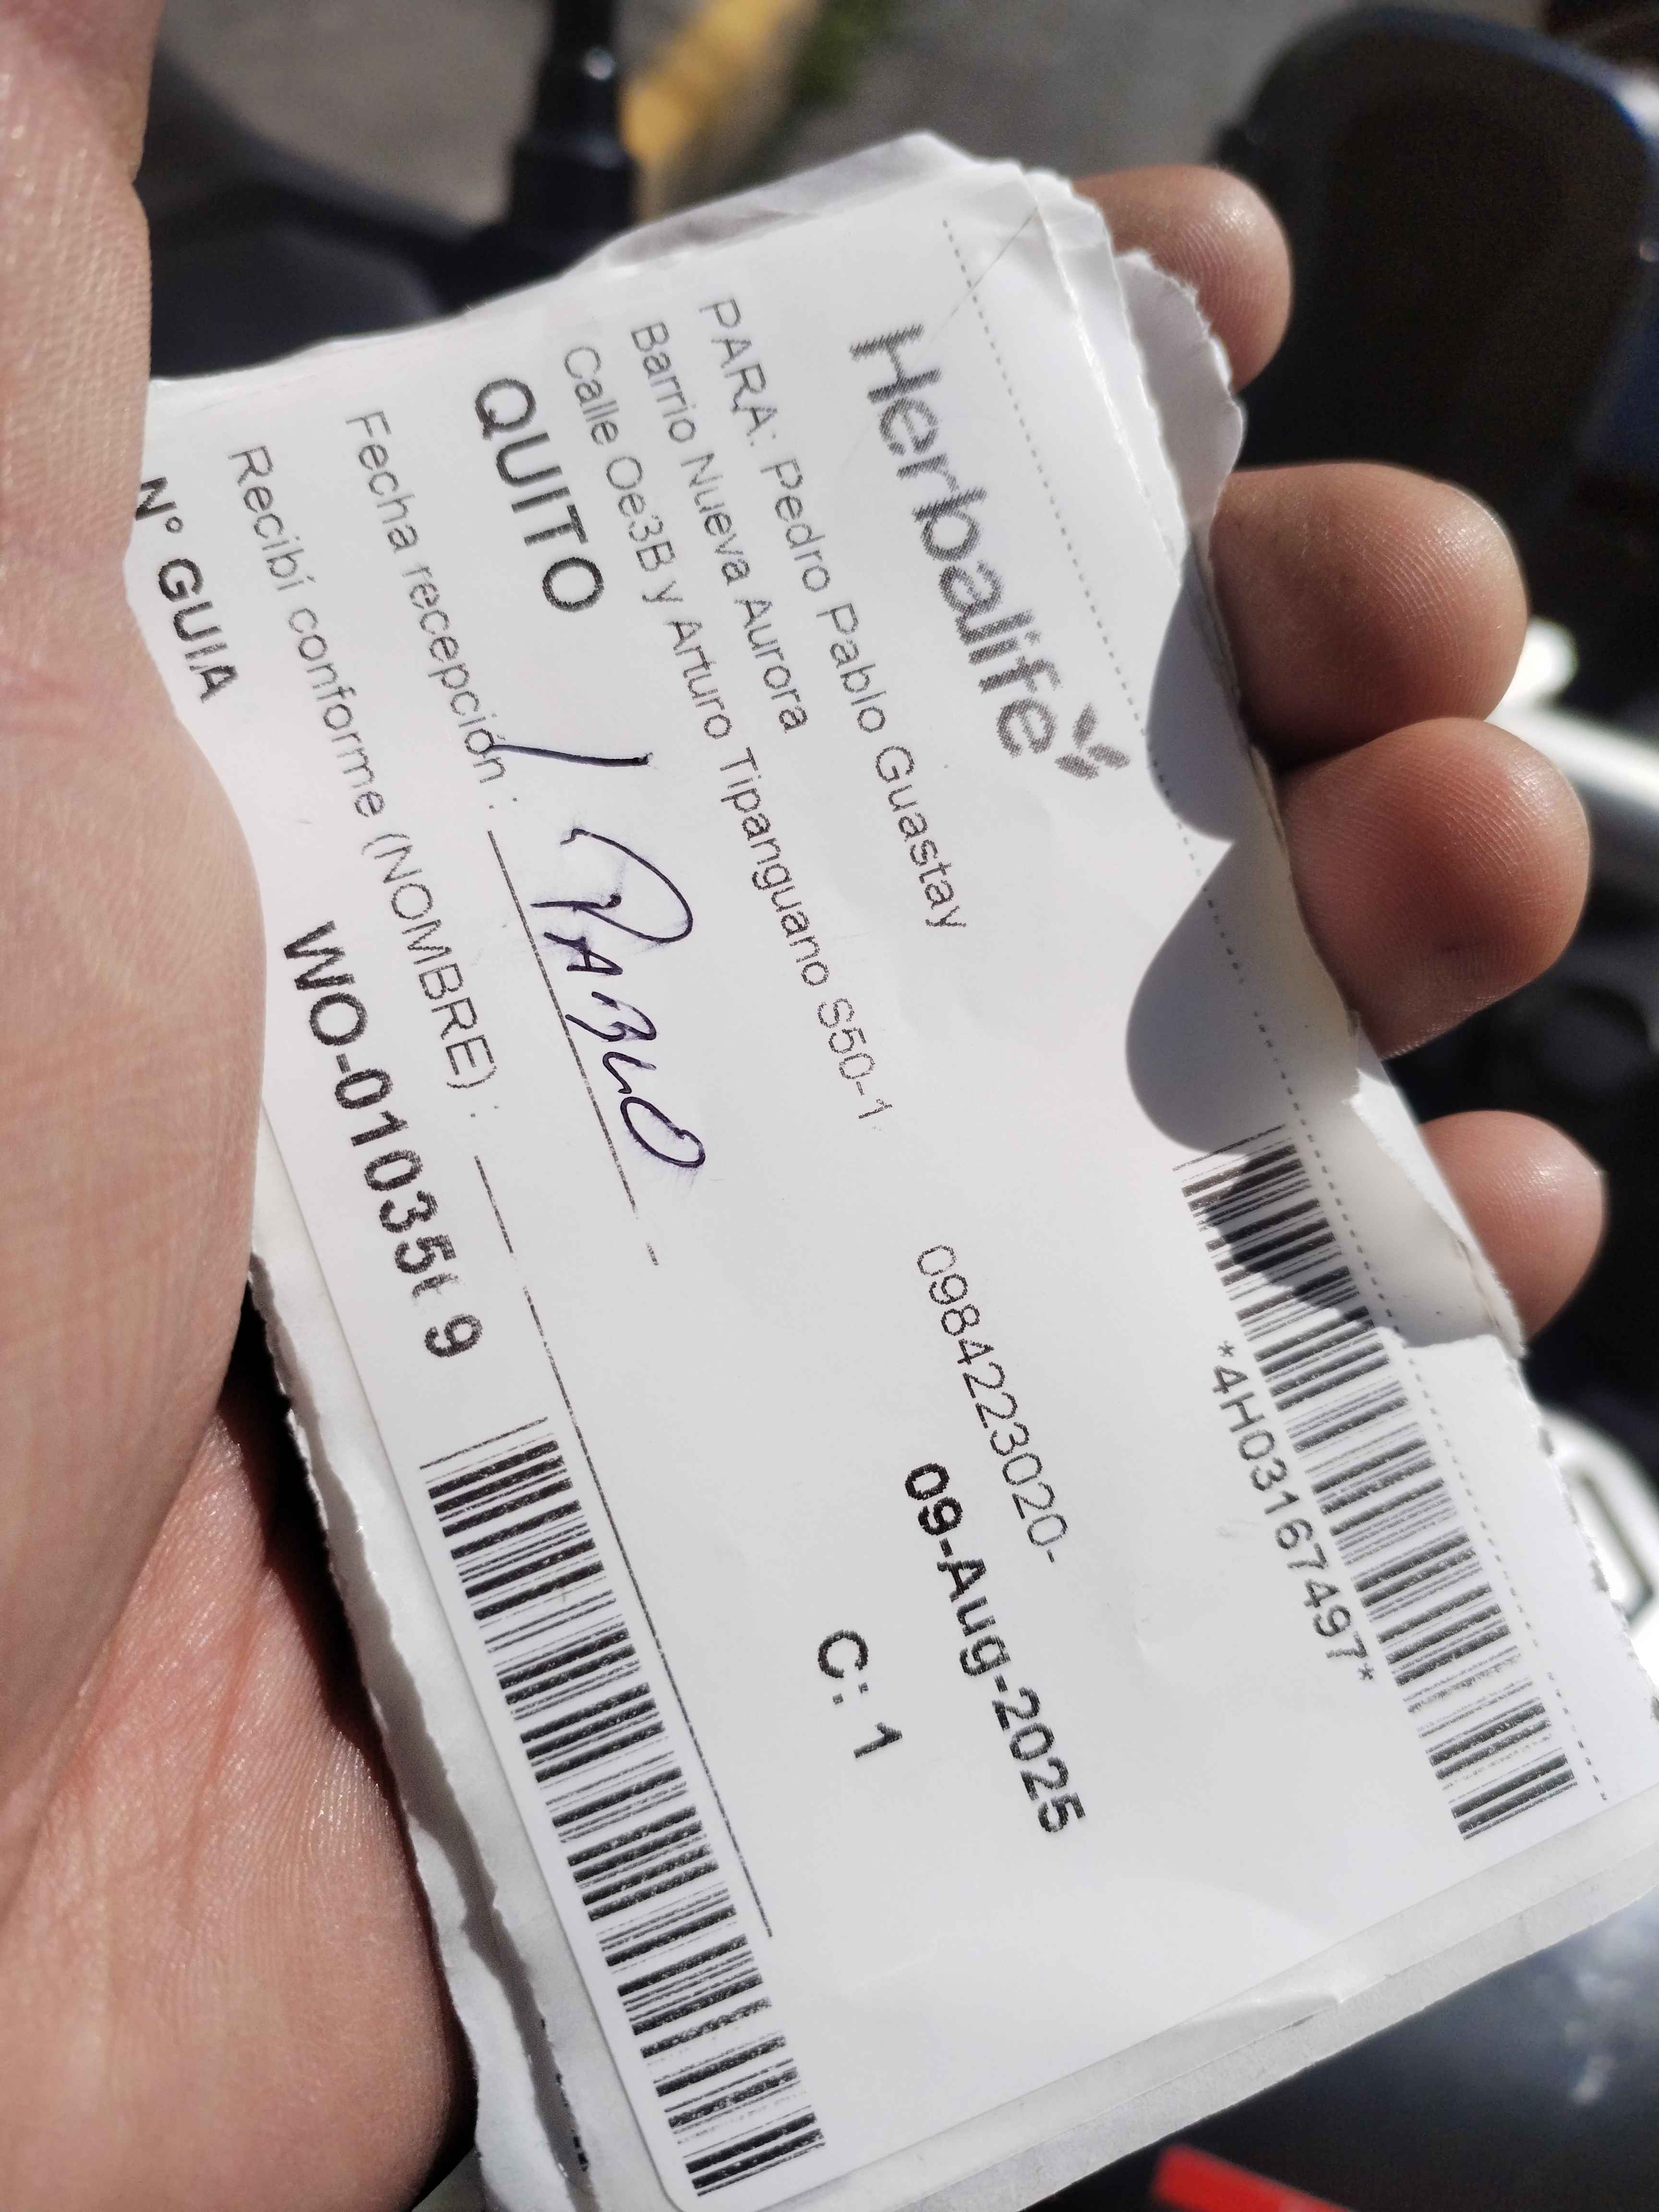 Herbalife
*4H03167497*
PARA: Pedro Pablo Guastay
0984223020-
Barrio Nueva Aurora
09-Aug-2025
Calle Oe3B y Arturo Tipanguano S50-1
QUITO
C: 1
PABLO
Fecha recepción :
Recibí conforme (NOMBRE) :
N° GUIA